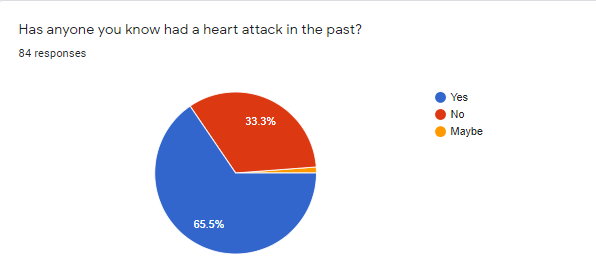 Has anyone you know had a heart attack in the past?
84 responses
33.3%
65.5%
Yes
No
Maybe